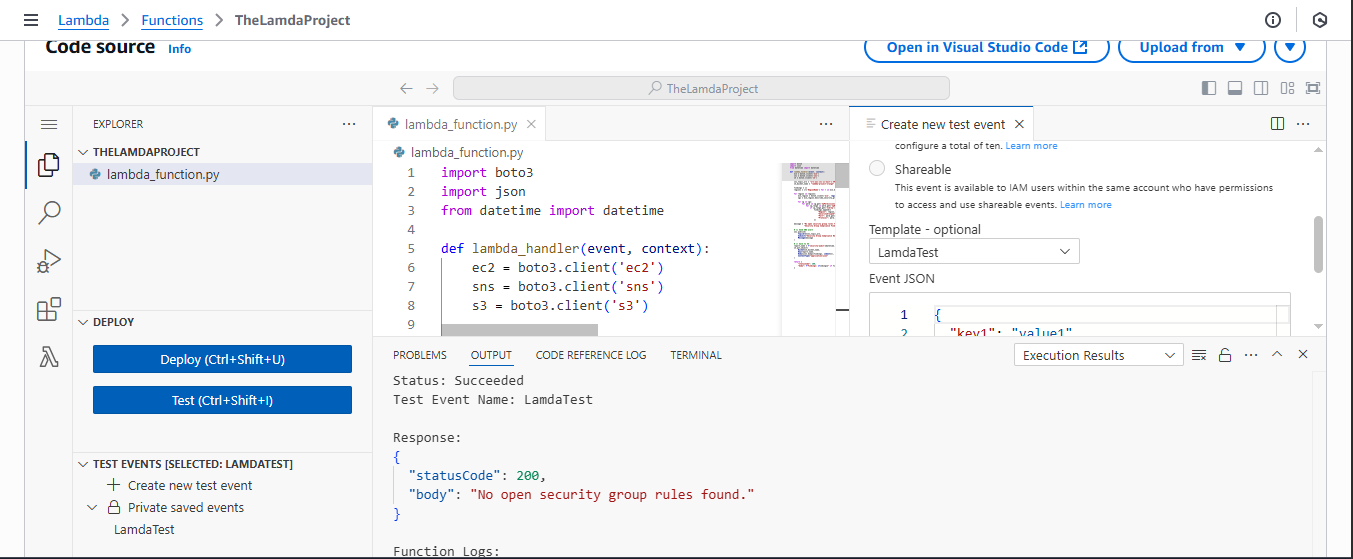 Lambda > Functions > TheLamdaProject
Code source Info
Open in Visual Studio Code
Upload from
TheLamdaProject
EXPLORER
THELAMDAPROJECT
lambda_function.py
DEPLOY
Deploy (Ctrl+Shift+U)
Test (Ctrl+Shift+I)
TEST EVENTS [SELECTED: LAMDATEST]
Create new test event
Private saved events
LamdaTest
lambda_function.py
lambda_function.py
1 import boto3
2 import json
3 from datetime import datetime
4
5 def lambda_handler(event, context):
6 ec2 = boto3.client('ec2')
7 sns = boto3.client('sns')
8 s3 = boto3.client('s3')
9
Create new test event
configure a total of ten. Learn more
Shareable
This event is available to IAM users within the same account who have permissions
to access and use shareable events. Learn more
Template - optional
LamdaTest
Event JSON
1 {
2 "key1": "value1"
PROBLEMS OUTPUT CODE REFERENCE LOG TERMINAL
Execution Results
Status: Succeeded
Test Event Name: LamdaTest
Response:
{
"statusCode": 200,
"body": "No open security group rules found."
}
Function Logs: